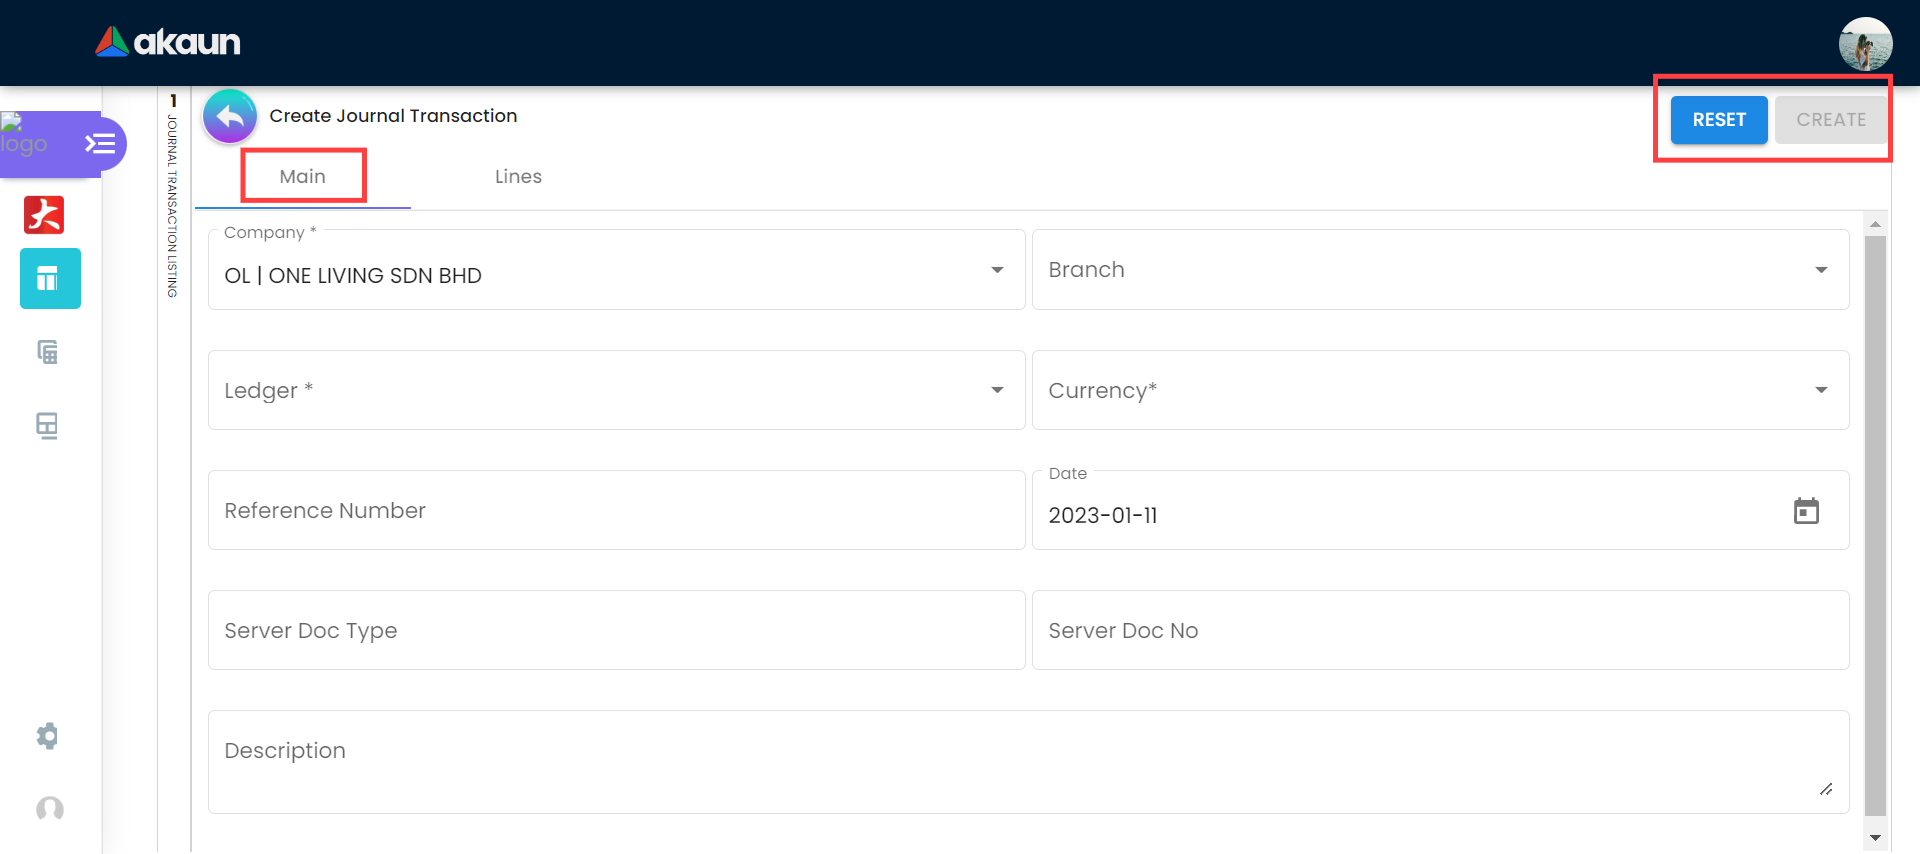 akaun
logo
1
JOURNAL TRANSACTION LISTING
Create Journal Transaction
RESET
CREATE
Main
Lines
Company *
OL | ONE LIVING SDN BHD
Branch
Ledger *
Currency*
Reference Number
Date
2023-01-11
Server Doc Type
Server Doc No
Description